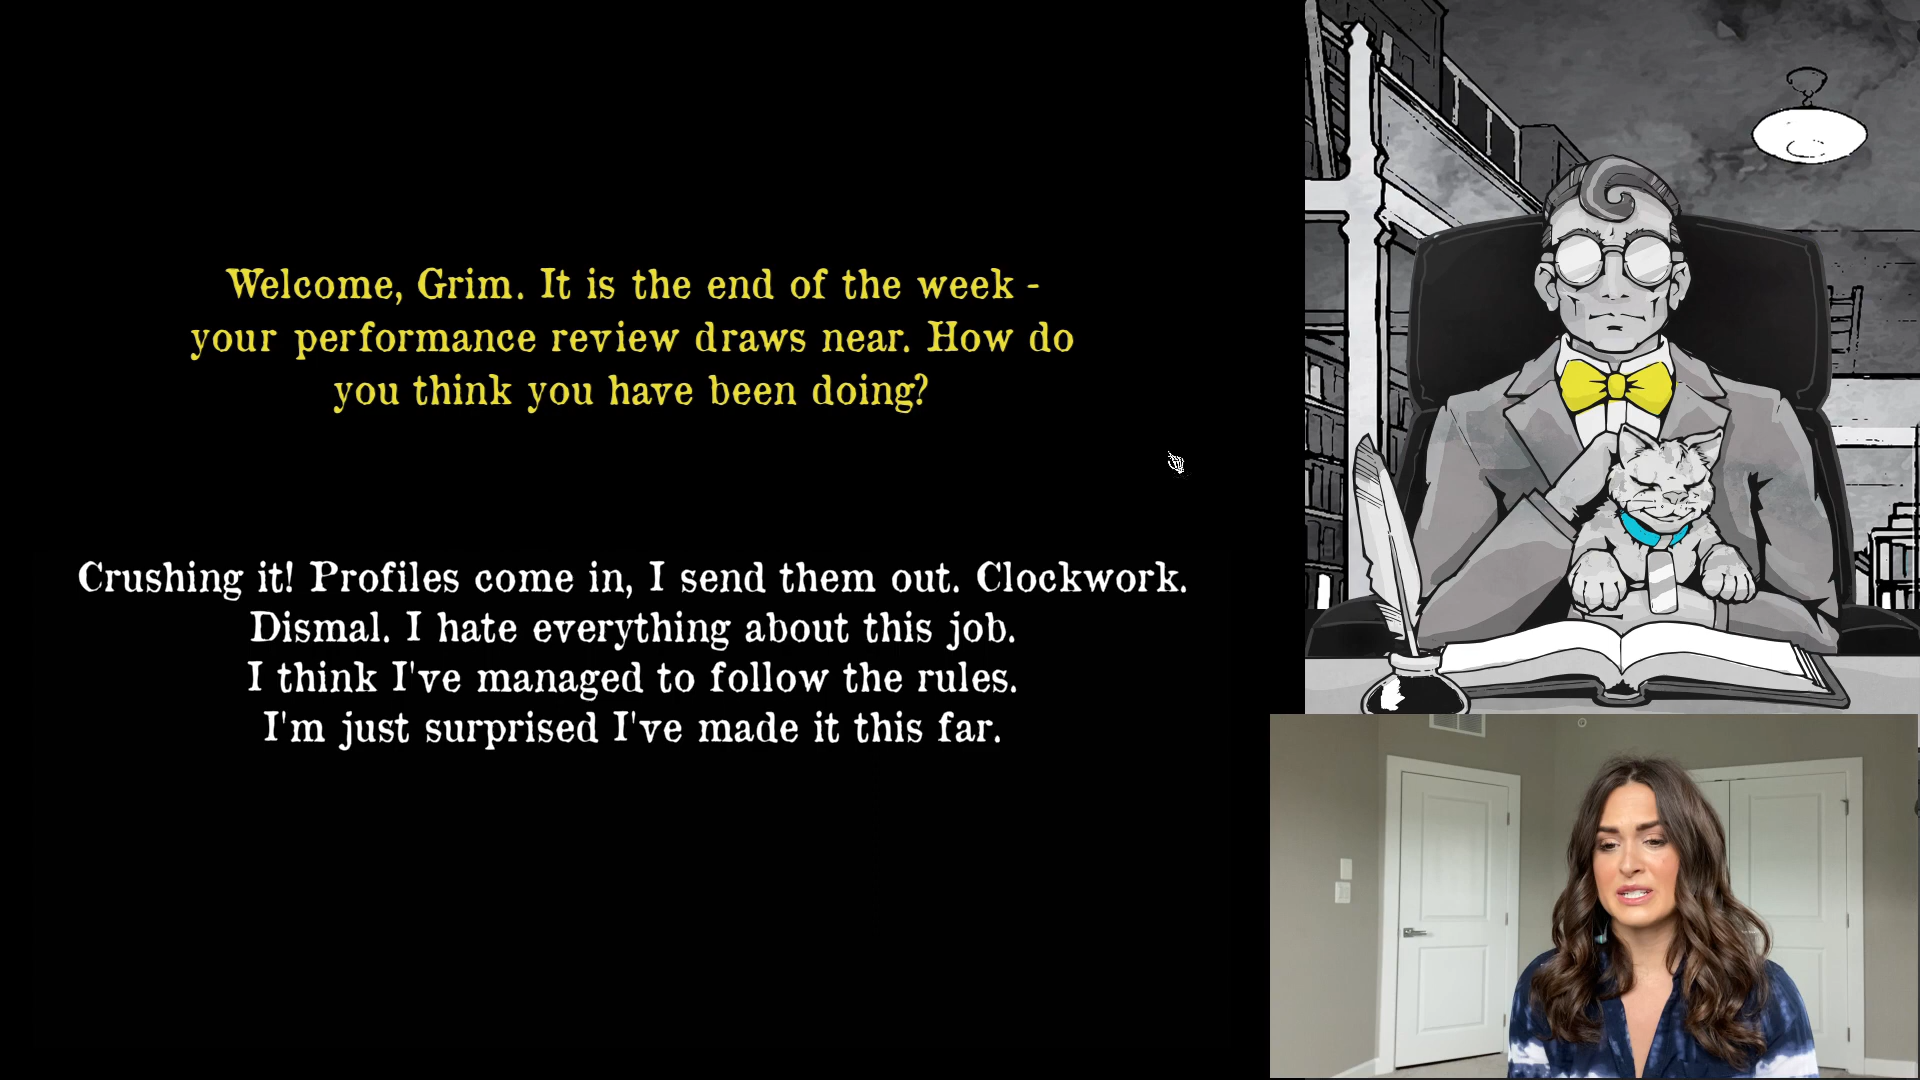 Welcome, Grim. It is the end of the week -
your performance review draws near. How do
you think you have been doing?
Crushing it! Profiles come in, I send them out. Clockwork.
Dismal. I hate everything about this job.
I think I've managed to follow the rules.
I'm just surprised I've made it this far.